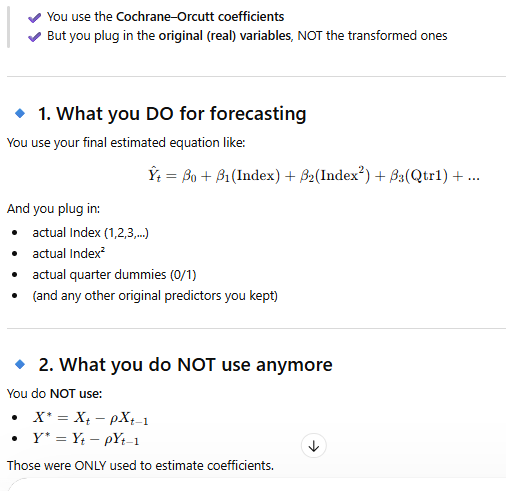 ✔ You use the Cochrane–Orcutt coefficients
✔ But you plug in the original (real) variables, NOT the transformed ones
🔹 1. What you DO for forecasting
You use your final estimated equation like:
Ŷₜ = β₀ + β₁(Index) + β₂(Index²) + β₃(Qtr1) + ...
And you plug in:
• actual Index (1,2,3,...)
• actual Index²
• actual quarter dummies (0/1)
• (and any other original predictors you kept)
🔹 2. What you do NOT use anymore
You do NOT use:
• X* = Xₜ − ρXₜ₋₁
• Y* = Yₜ − ρYₜ₋₁
Those were ONLY used to estimate coefficients.